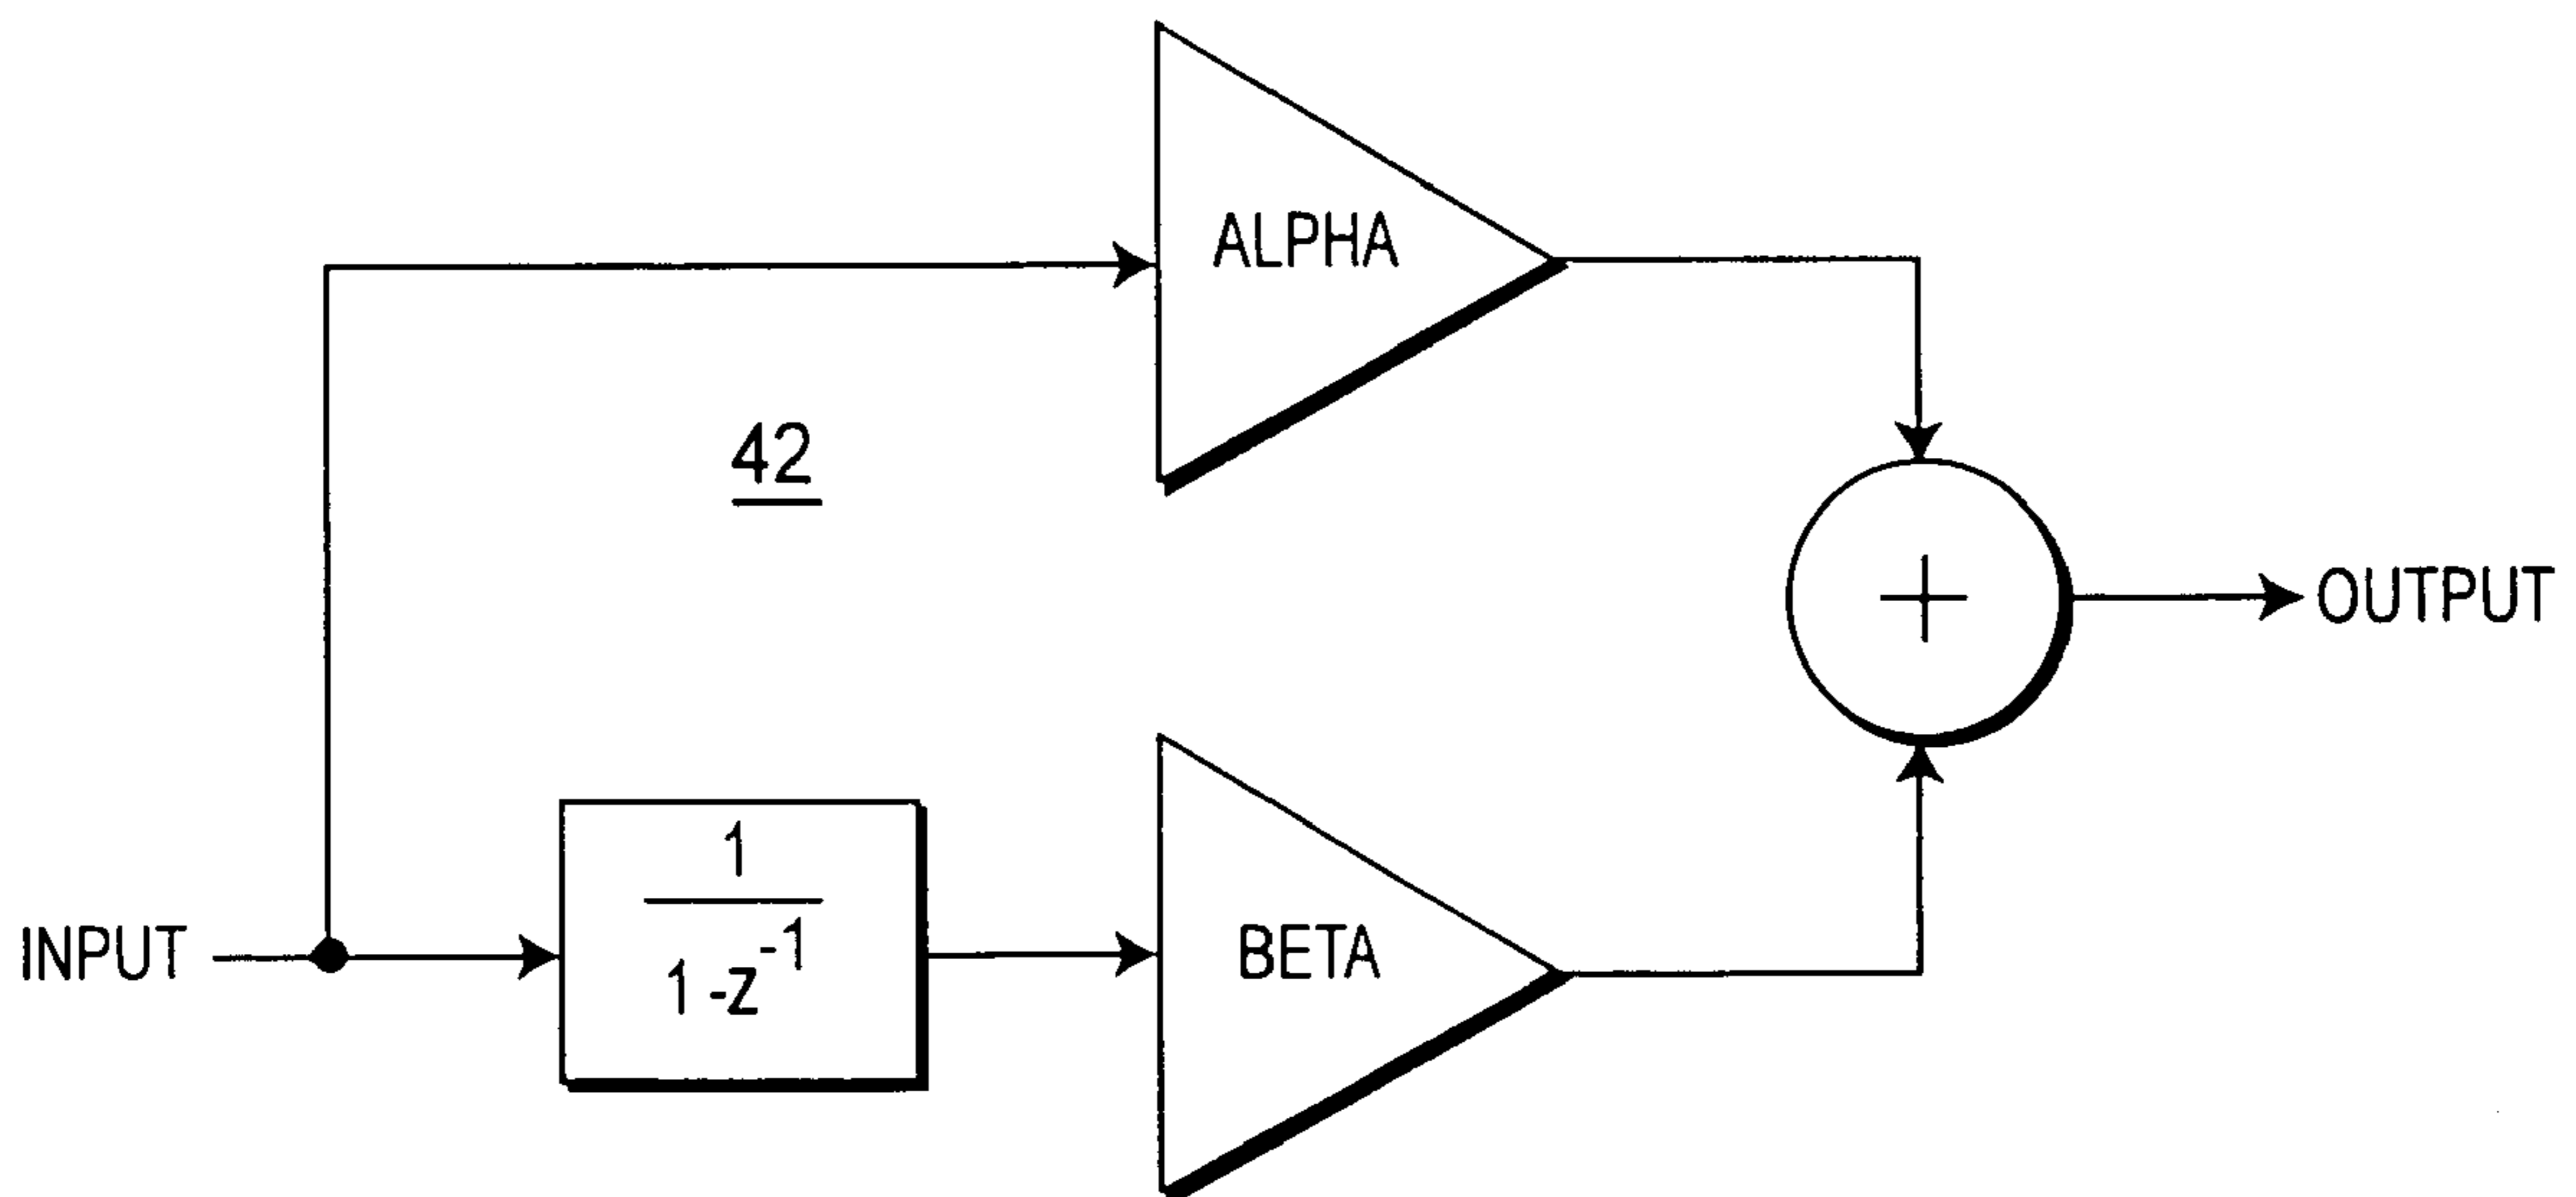 ALPHA
42
+
OUTPUT
1
1-z^-1
INPUT
BETA